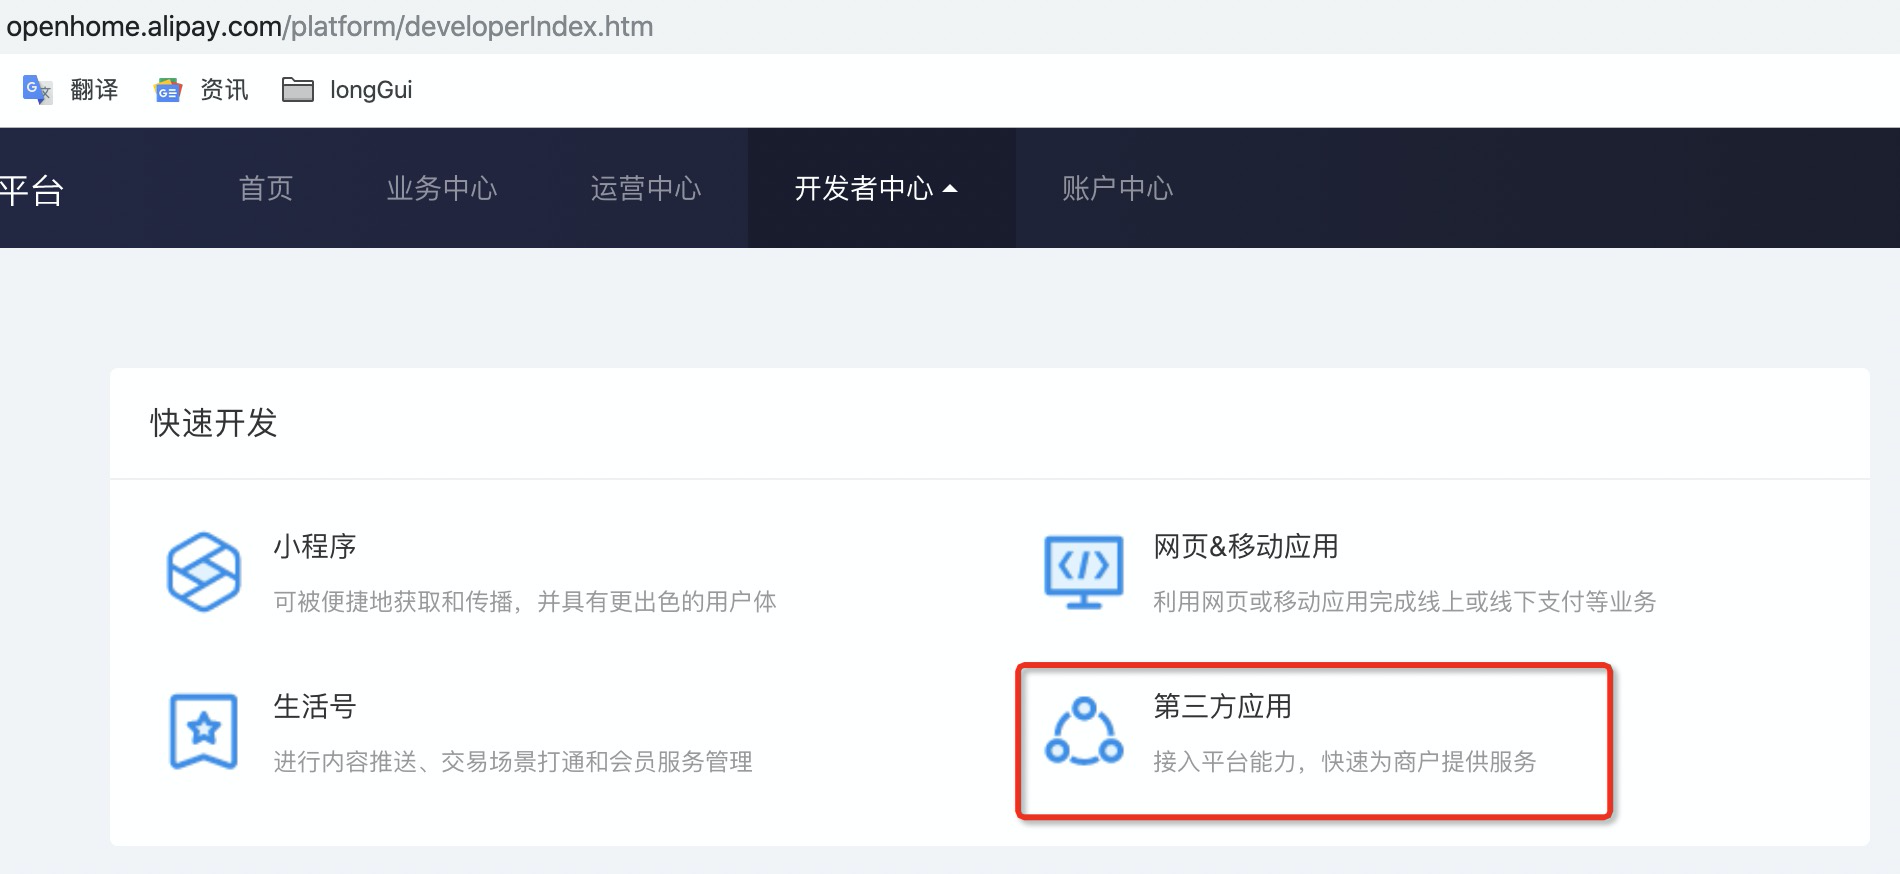 openhome.alipay.com/platform/developerIndex.htm
翻译 资讯 longGui
平台 首页 业务中心 运营中心 开发者中心 账户中心
快速开发
小程序
可被便捷地获取和传播，并具有更出色的用户体
网页&移动应用
利用网页或移动应用完成线上或线下支付等业务
生活号
进行内容推送、交易场景打通和会员服务管理
第三方应用
接入平台能力，快速为商户提供服务